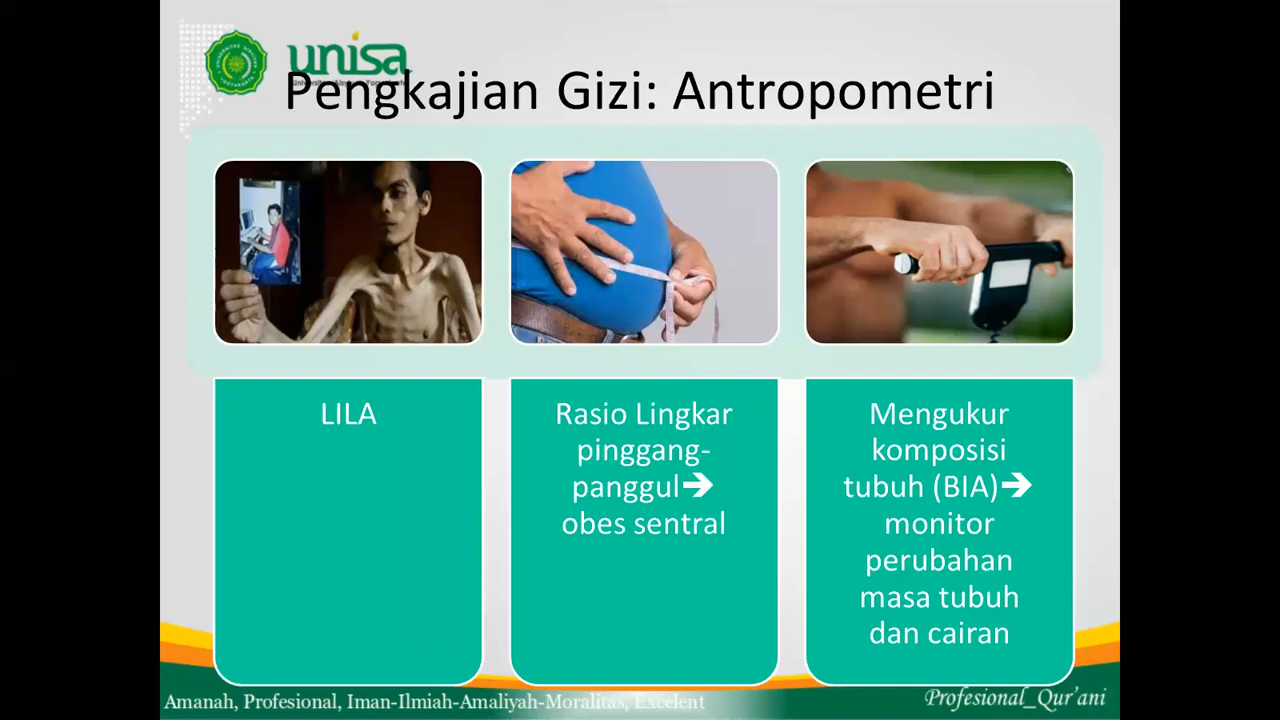 unisa
Pengkajian Gizi: Antropometri
LILA
Rasio Lingkar
pinggang-
panggul➔
obes sentral
Mengukur
komposisi
tubuh (BIA)➔
monitor
perubahan
masa tubuh
dan cairan
Amanah, Profesional, Iman-Ilmiah-Amaliyah-Moralitas, Excelent
Profesional_Qur'ani